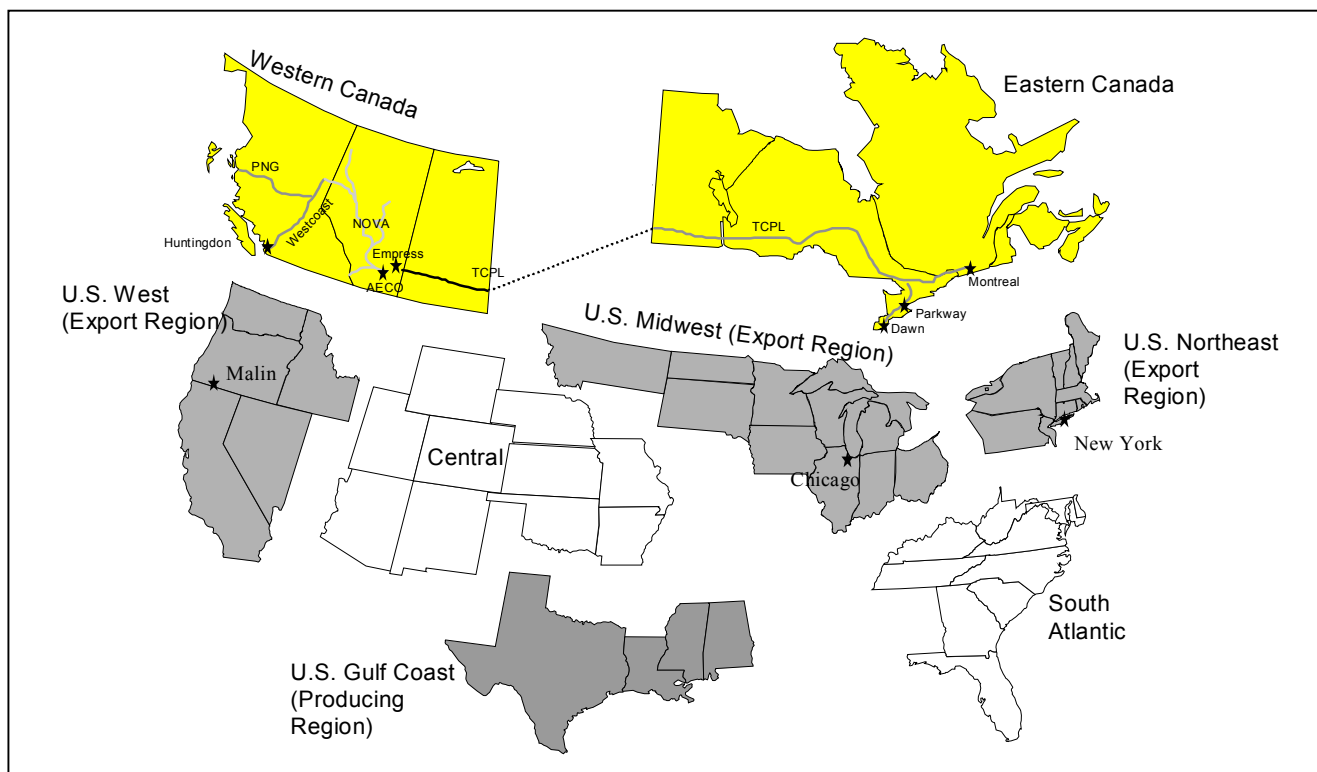 Western Canada
Eastern Canada
PNG
Westcoast
NOVA
TCPL
Huntingdon
Empress
TCPL
AECO
Montreal
Parkway
Dawn
U.S. West
(Export Region)
U.S. Midwest (Export Region)
U.S. Northeast
(Export
Region)
Malin
New York
Central
Chicago
South
Atlantic
U.S. Gulf Coast
(Producing
Region)